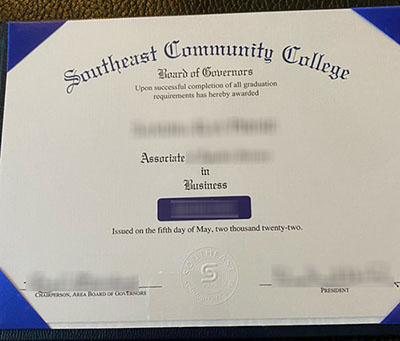 Southeast Community College
Board of Governors
Upon successful completion of all graduation
requirements has hereby awarded
Associate
in
Business
Issued on the fifth day of May, two thousand twenty-two.
SOUTHEAST
S
CHAIRPERSON, AREA BOARD OF GOVERNORS
PRESIDENT